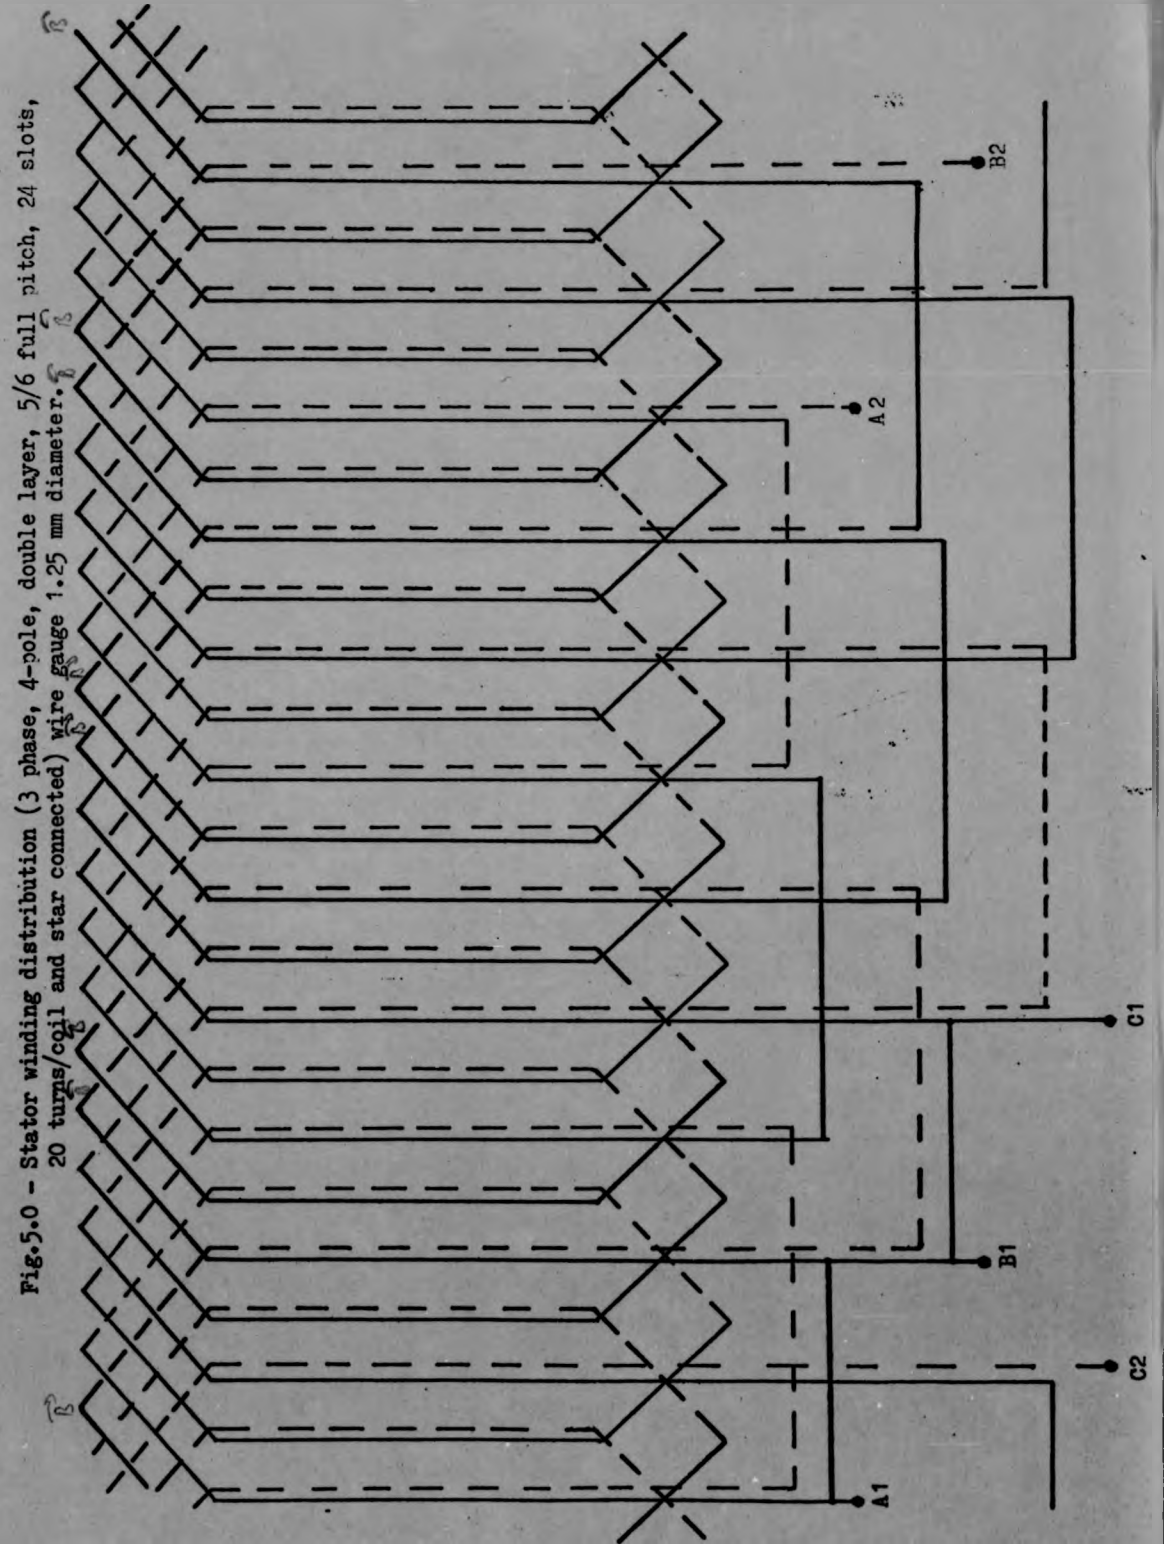 Fig.5.0 - Stator winding distribution (3 phase, 4-pole, double layer, 5/6 full pitch, 24 slots,
20 turns/coil and star connected) wire gauge 1.25 mm diameter.
B
B
B
A2
B2
C1
B1
C2
A1